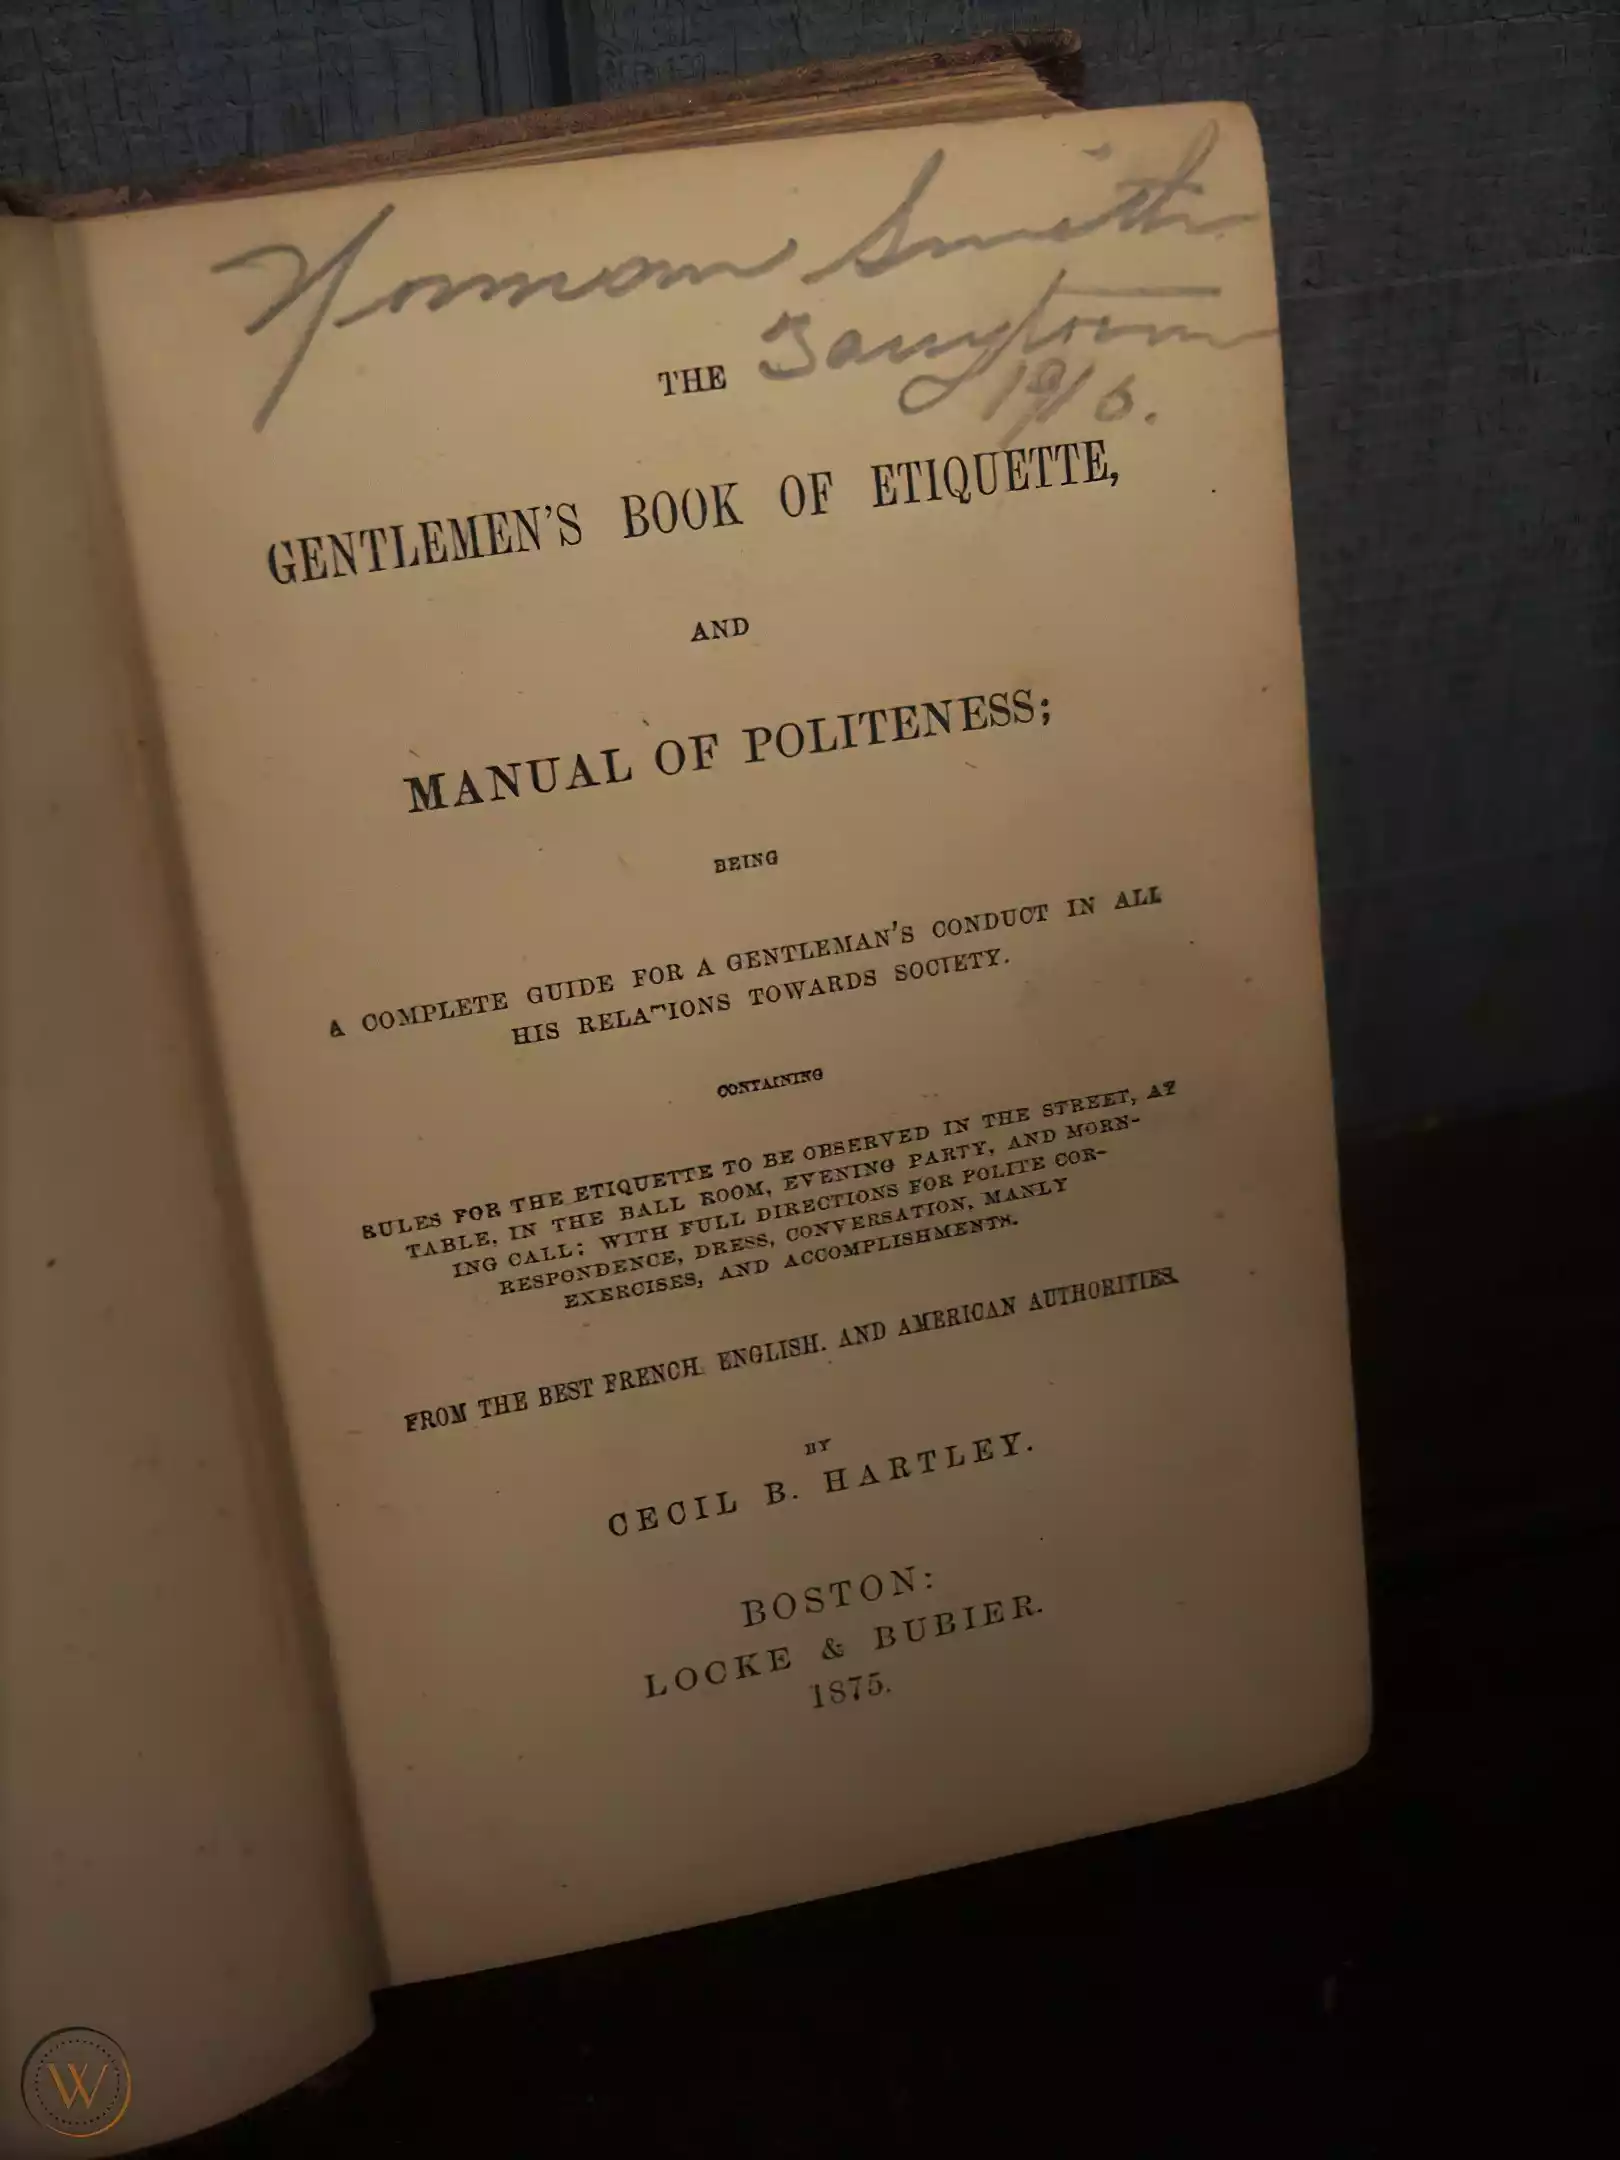 Norman Smith
Tarrytown
1916.
THE
GENTLEMEN'S BOOK OF ETIQUETTE,
AND
MANUAL OF POLITENESS;
BEING
A COMPLETE GUIDE FOR A GENTLEMAN'S CONDUCT IN ALL
HIS RELATIONS TOWARDS SOCIETY.
CONTAINING
RULES FOR THE ETIQUETTE TO BE OBSERVED IN THE STREET, AT
TABLE, IN THE BALL ROOM, EVENING PARTY, AND MORN-
ING CALL; WITH FULL DIRECTIONS FOR POLITE COR-
RESPONDENCE, DRESS, CONVERSATION, MANLY
EXERCISES, AND ACCOMPLISHMENTS.
FROM THE BEST FRENCH, ENGLISH, AND AMERICAN AUTHORITIES.
BY
CECIL B. HARTLEY.
BOSTON:
LOCKE & BUBIER.
1875.
W